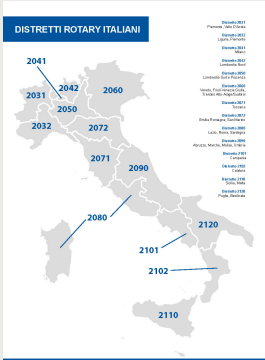 DISTRETTI ROTARY ITALIANI
Distretto 2031
Piemonte, Valle D'Aosta
Distretto 2032
Liguria, Piemonte
Distretto 2041
Milano
Distretto 2042
Lombardia Nord
Distretto 2050
Lombardia Sud e Piacenza
Distretto 2060
Veneto, Friuli Venezia Giulia,
Trentino Alto Adige/Südtirol
Distretto 2071
Toscana
Distretto 2072
Emilia Romagna, San Marino
Distretto 2080
Lazio, Roma, Sardegna
Distretto 2090
Abruzzo, Marche, Molise, Umbria
Distretto 2101
Campania
Distretto 2102
Calabria
Distretto 2110
Sicilia, Malta
Distretto 2120
Puglia, Basilicata
2041
2042
2060
2031
2050
2032
2072
2071
2090
2080
2120
2101
2102
2110